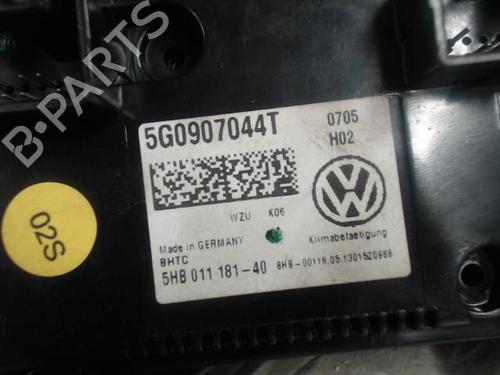 5G0907044T
0705
H02
WZU K06
Made in GERMANY
BHTC
Klimabetaetigung
5HB 011 181-40
8HB-00118.05.1301520988
02S
B-PARTS